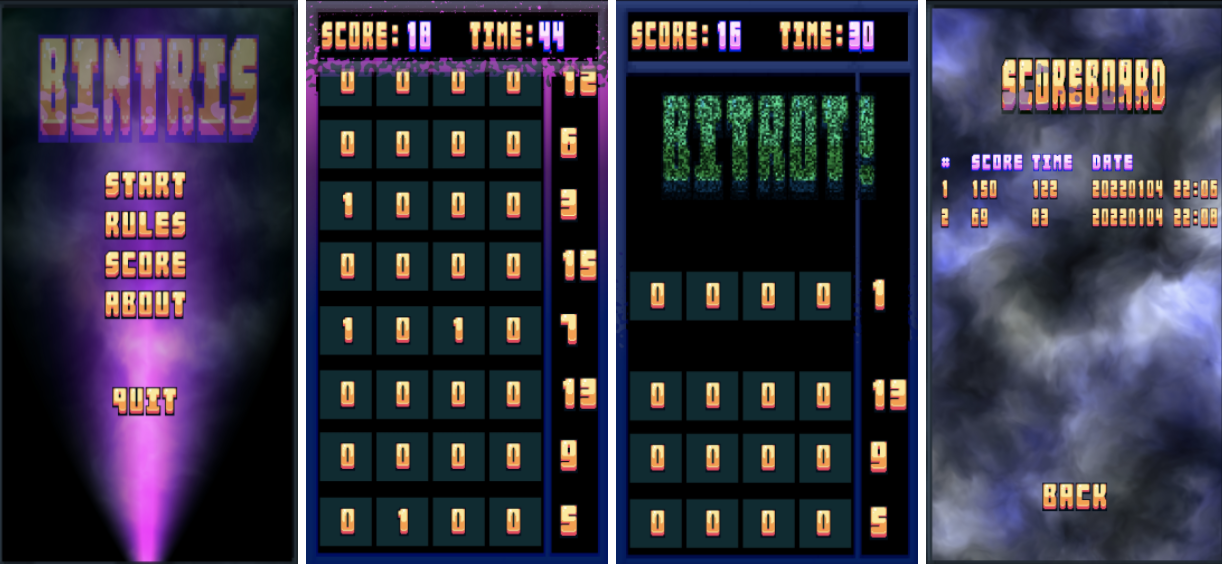 BINTRIS
START
RULES
SCORE
ABOUT
QUIT
SCORE: 18 TIME: 44
0 0 0 0 12
0 0 0 0 6
1 0 0 0 3
0 0 0 0 15
1 0 1 0 7
0 0 0 0 13
0 0 0 0 9
0 1 0 0 5
SCORE: 16 TIME: 30
BITROT
0 0 0 0 1
0 0 0 0 13
0 0 0 0 9
0 0 0 0 5
SCOREBOARD
# SCORE TIME DATE
1 150 122 20220104 22:06
2 69 83 20220104 22:08
BACK